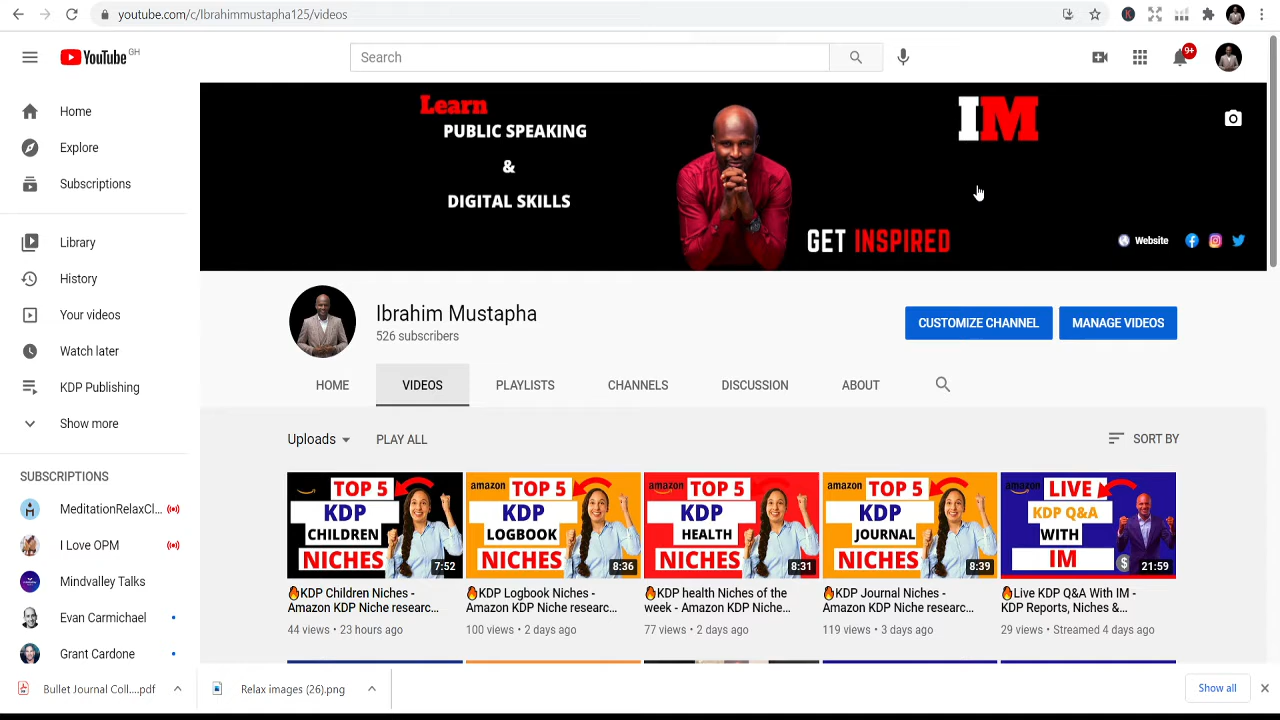 youtube.com/c/Ibrahimmustapha125/videos
YouTube GH
Search
9+
Home
Explore
Subscriptions
Library
History
Your videos
Watch later
KDP Publishing
Show more
SUBSCRIPTIONS
MeditationRelaxCl...
I Love OPM
Mindvalley Talks
Evan Carmichael
Grant Cardone
Learn
PUBLIC SPEAKING
&
DIGITAL SKILLS
IM
GET INSPIRED
Website
Ibrahim Mustapha
526 subscribers
CUSTOMIZE CHANNEL
MANAGE VIDEOS
HOME
VIDEOS
PLAYLISTS
CHANNELS
DISCUSSION
ABOUT
Uploads
PLAY ALL
SORT BY
TOP 5
KDP
CHILDREN
NICHES
7:52
🔥KDP Children Niches -
Amazon KDP Niche researc...
44 views • 23 hours ago
amazon
TOP 5
KDP
LOGBOOK
NICHES
8:36
🔥KDP Logbook Niches -
Amazon KDP Niche researc...
100 views • 2 days ago
amazon
TOP 5
KDP
HEALTH
NICHES
8:31
🔥KDP health Niches of the
week - Amazon KDP Niche...
77 views • 2 days ago
amazon
TOP 5
KDP
JOURNAL
NICHES
8:39
🔥KDP Journal Niches -
Amazon KDP Niche researc...
119 views • 3 days ago
amazon
LIVE
KDP Q&A
WITH
IM
$
21:59
🔥Live KDP Q&A With IM -
KDP Reports, Niches &...
29 views • Streamed 4 days ago
Bullet Journal Coll....pdf
Relax images (26).png
Show all